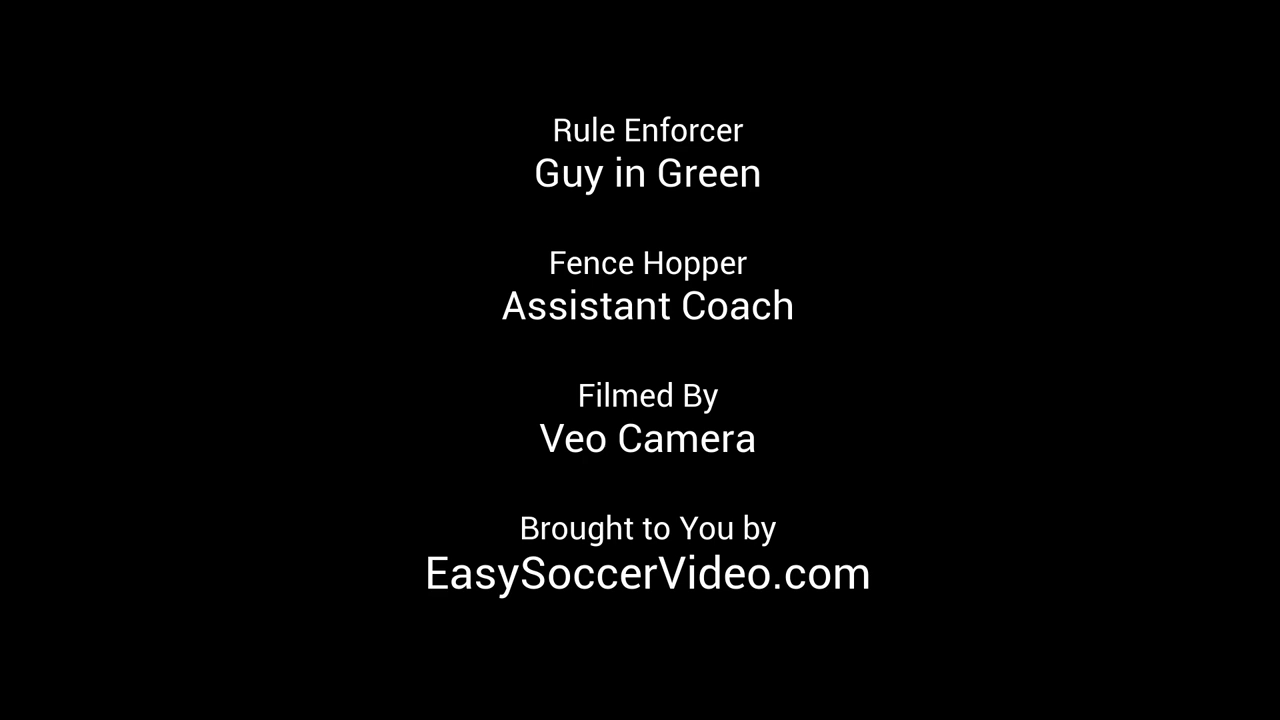 Rule Enforcer
Guy in Green
Fence Hopper
Assistant Coach
Filmed By
Veo Camera
Brought to You by
EasySoccerVideo.com